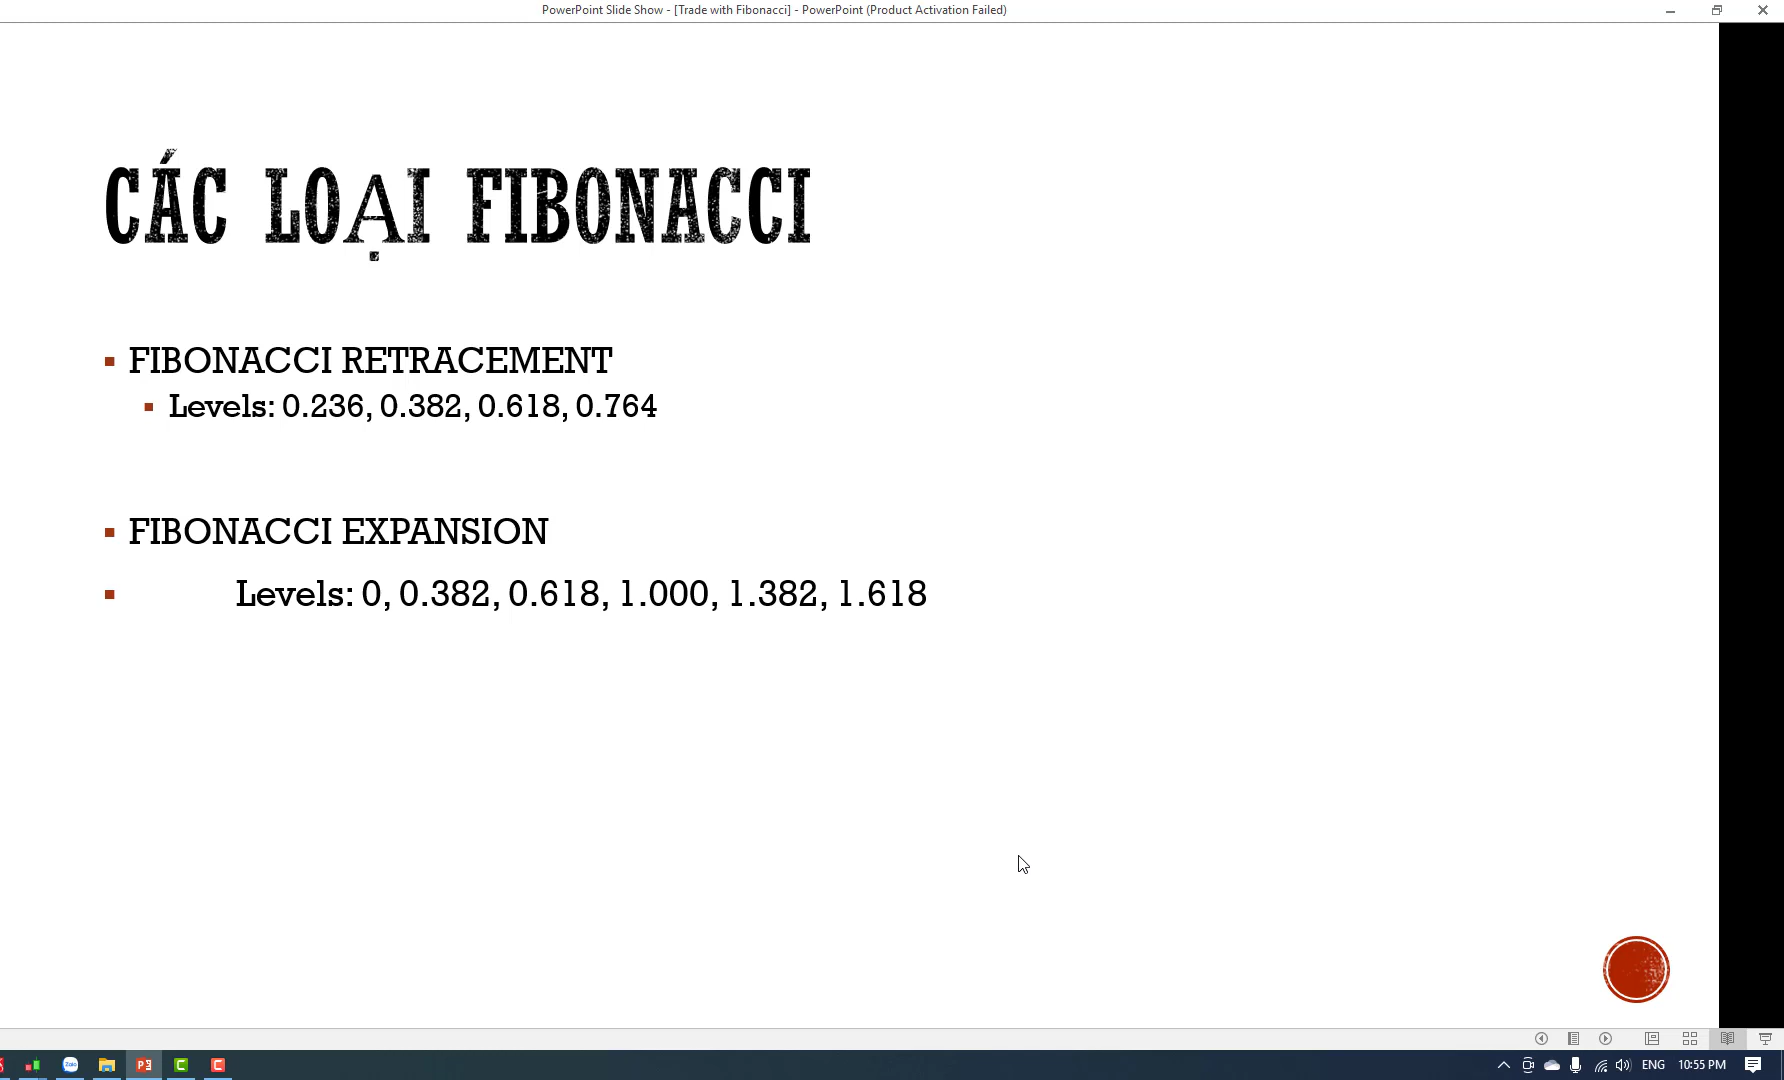 PowerPoint Slide Show - [Trade with Fibonacci] - PowerPoint (Product Activation Failed)
CÁC LOẠI FIBONACCI
FIBONACCI RETRACEMENT
Levels: 0.236, 0.382, 0.618, 0.764
FIBONACCI EXPANSION
Levels: 0, 0.382, 0.618, 1.000, 1.382, 1.618
Zalo
ENG
10:55 PM